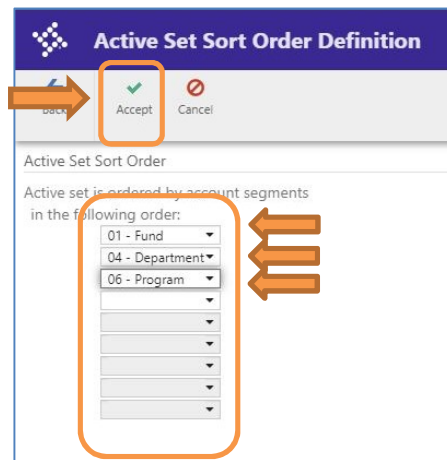 Active Set Sort Order Definition
Back
Accept
Cancel
Active Set Sort Order
Active set is ordered by account segments
in the following order:
01 - Fund
04 - Department
06 - Program